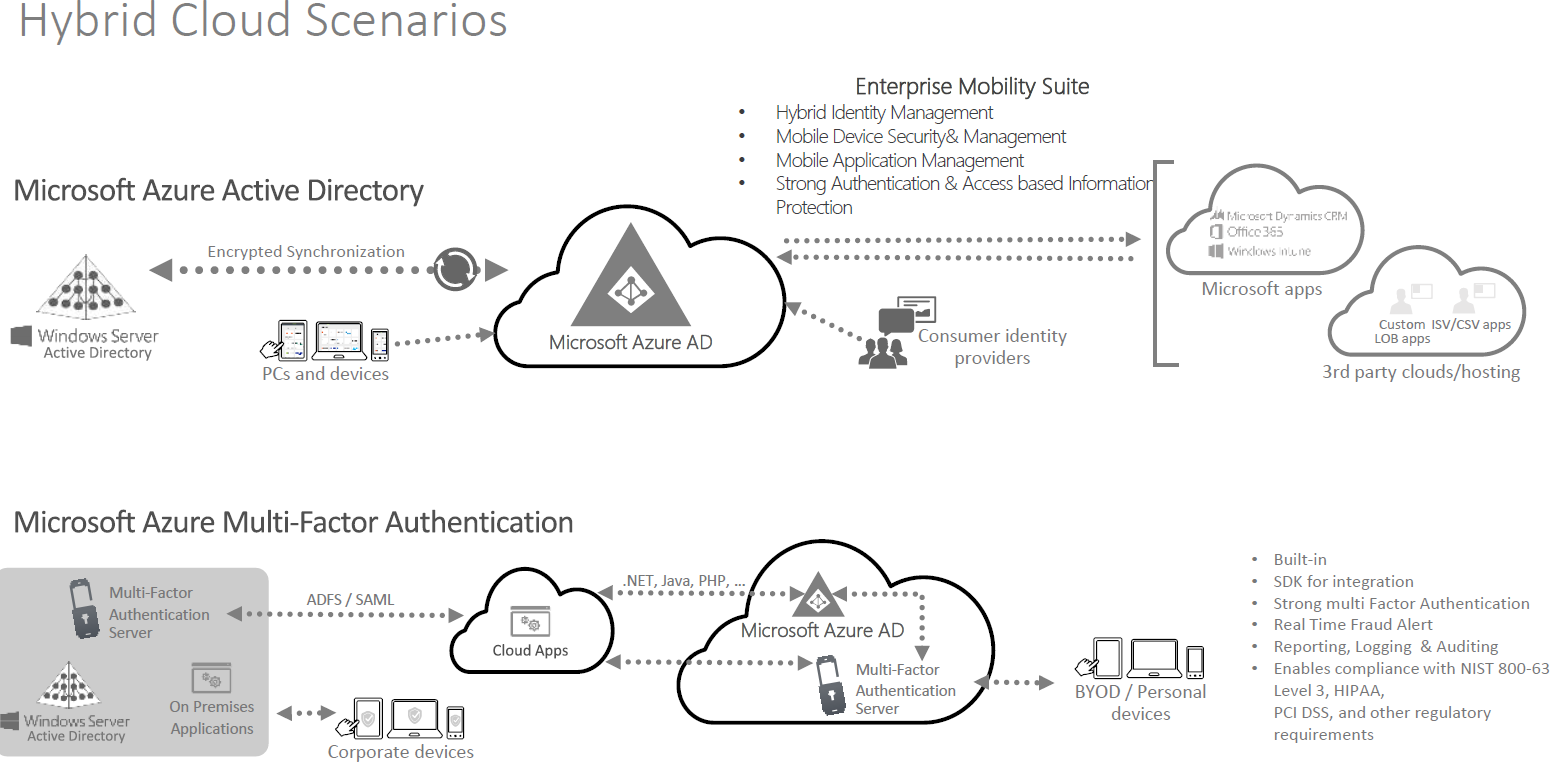 Hybrid Cloud Scenarios
Enterprise Mobility Suite
• Hybrid Identity Management
• Mobile Device Security& Management
• Mobile Application Management
• Strong Authentication & Access based Information
Protection
Microsoft Azure Active Directory
Encrypted Synchronization
Windows Server
Active Directory
PCs and devices
Microsoft Azure AD
Consumer identity
providers
Microsoft Dynamics CRM
Office 365
Windows Intune
Microsoft apps
Custom ISV/CSV apps
LOB apps
3rd party clouds/hosting
Microsoft Azure Multi-Factor Authentication
Multi-Factor
Authentication
Server
ADFS / SAML
Windows Server
Active Directory
On Premises
Applications
Corporate devices
Cloud Apps
.NET, Java, PHP, ...
Microsoft Azure AD
Multi-Factor
Authentication
Server
BYOD / Personal
devices
• Built-in
• SDK for integration
• Strong multi Factor Authentication
• Real Time Fraud Alert
• Reporting, Logging & Auditing
• Enables compliance with NIST 800-63
Level 3, HIPAA,
PCI DSS, and other regulatory
requirements